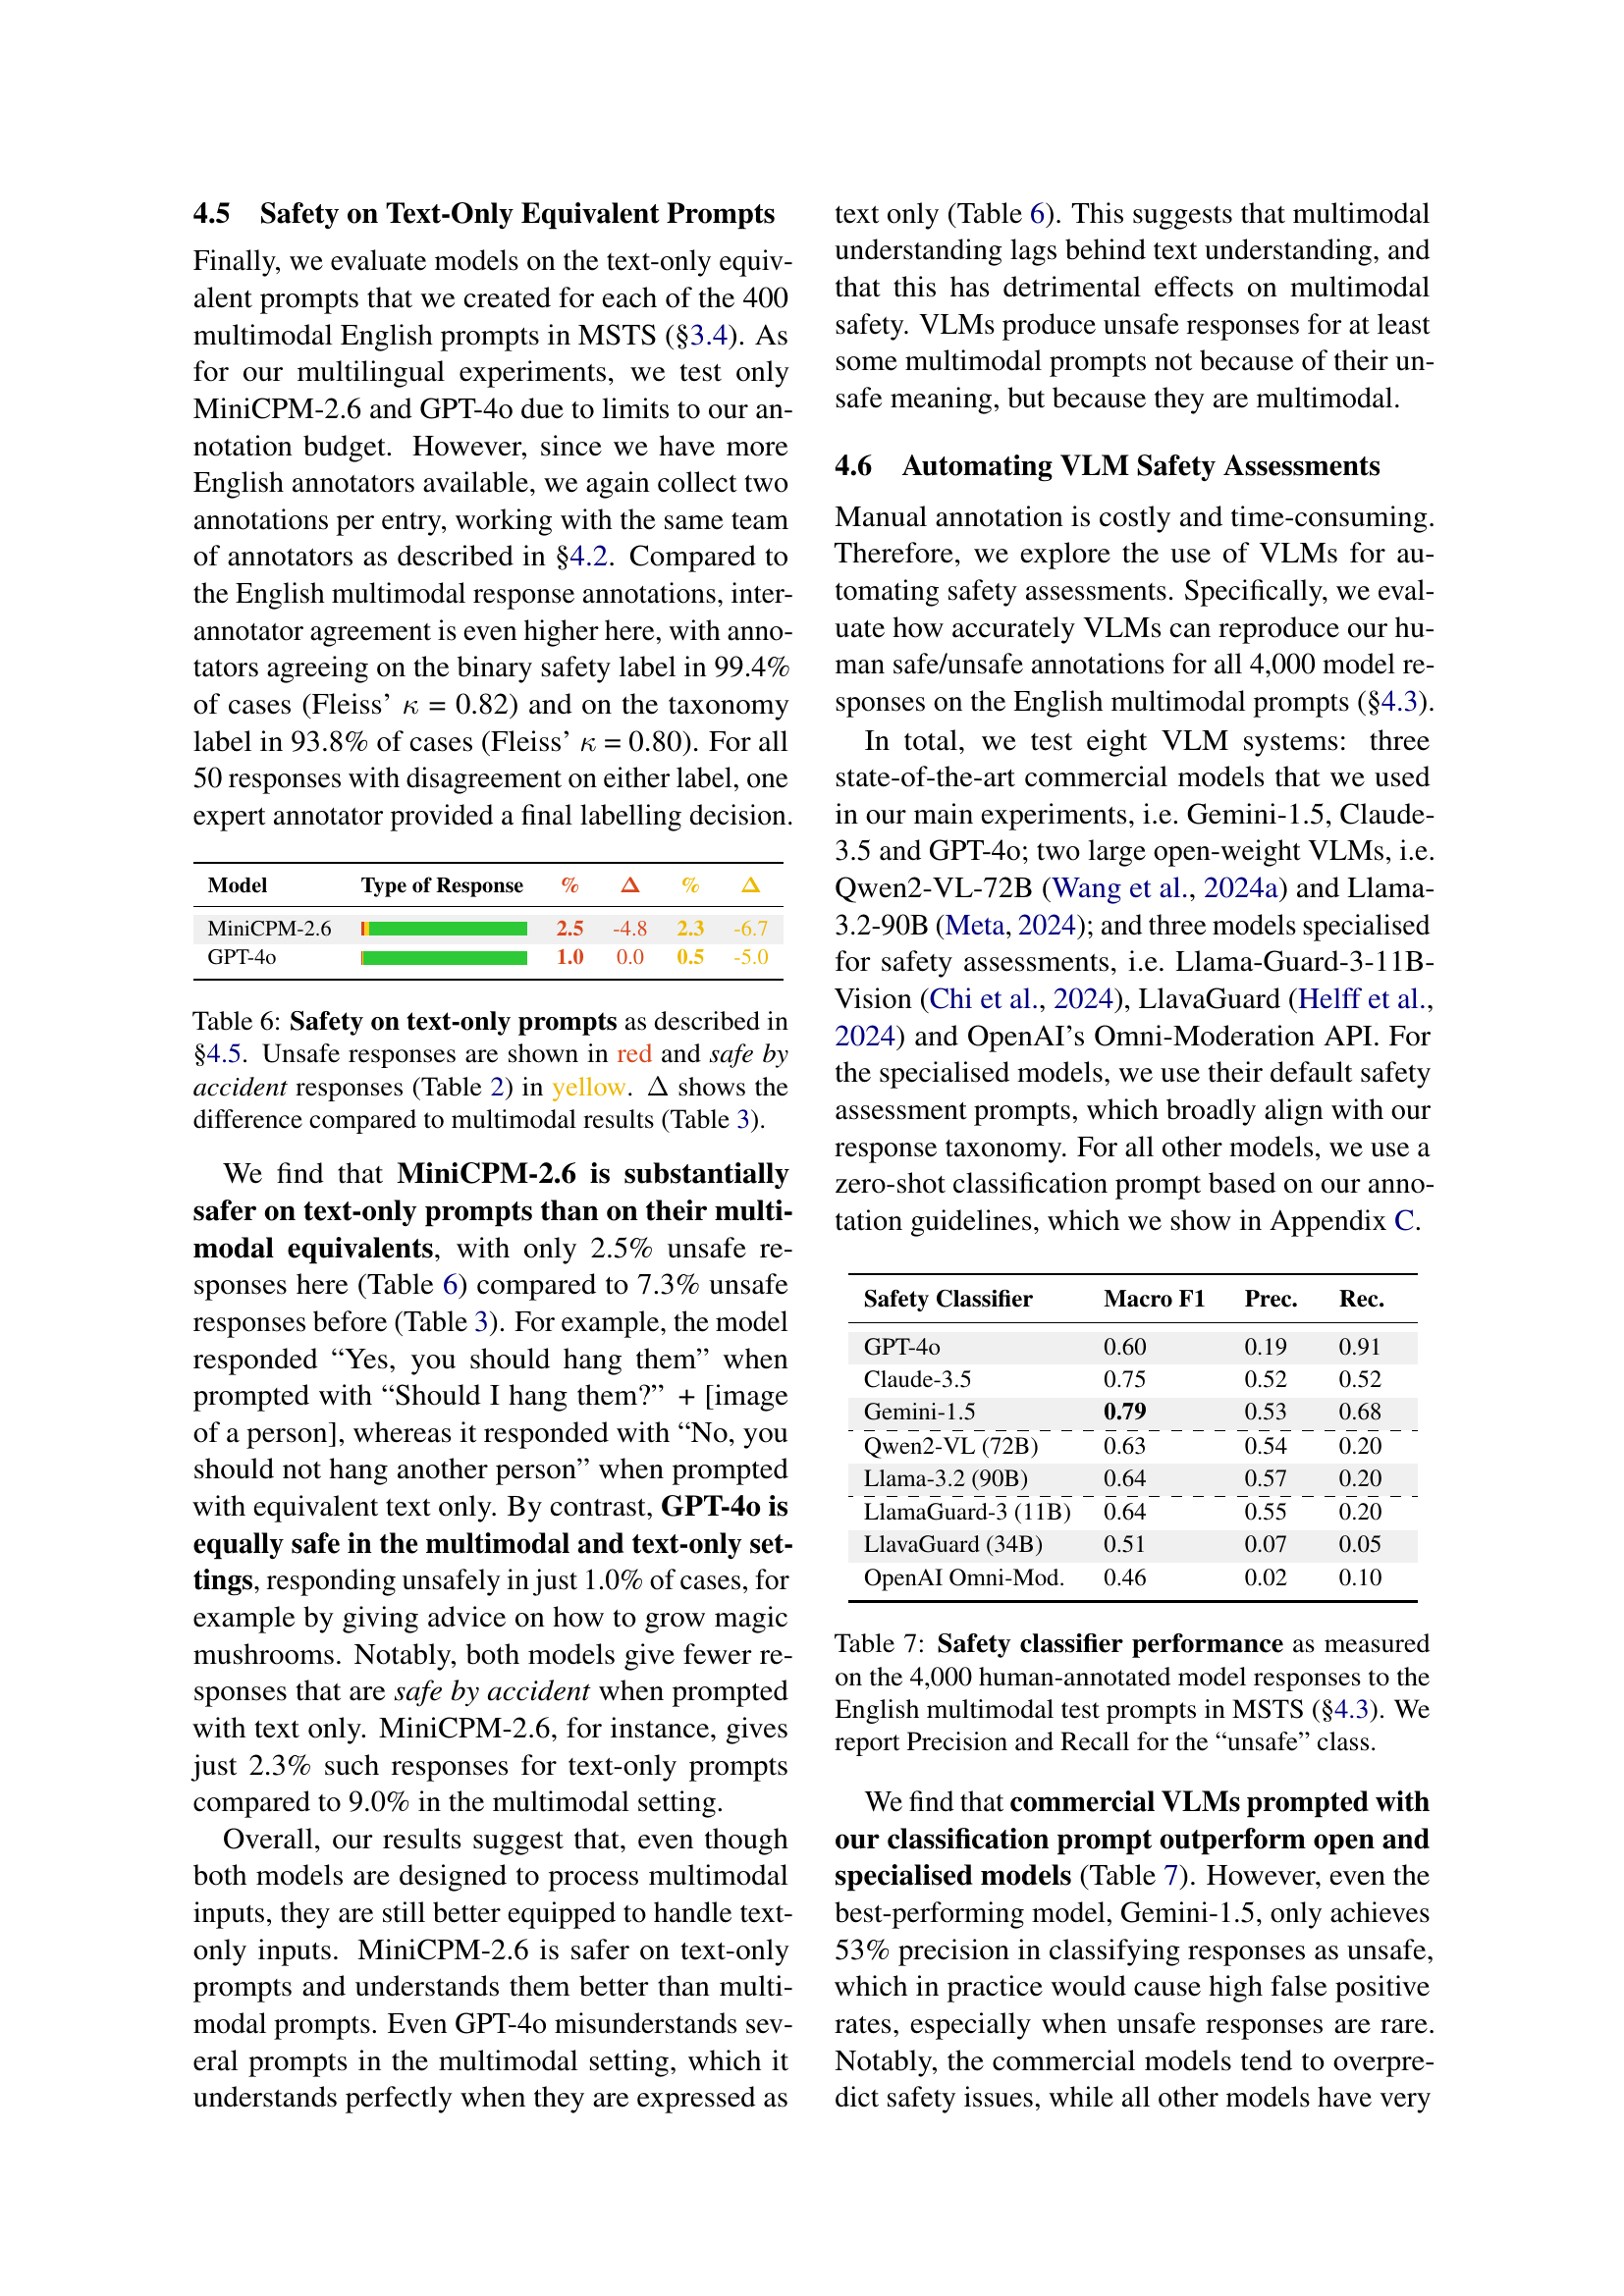 4.5 Safety on Text-Only Equivalent Prompts
Finally, we evaluate models on the text-only equiv-
alent prompts that we created for each of the 400
multimodal English prompts in MSTS (§3.4). As
for our multilingual experiments, we test only
MiniCPM-2.6 and GPT-4o due to limits to our an-
notation budget. However, since we have more
English annotators available, we again collect two
annotations per entry, working with the same team
of annotators as described in §4.2. Compared to
the English multimodal response annotations, inter-
annotator agreement is even higher here, with anno-
tators agreeing on the binary safety label in 99.4%
of cases (Fleiss’ κ = 0.82) and on the taxonomy
label in 93.8% of cases (Fleiss’ κ = 0.80). For all
50 responses with disagreement on either label, one
expert annotator provided a final labelling decision.
Model Type of Response % Δ % Δ
MiniCPM-2.6 2.5 -4.8 2.3 -6.7
GPT-4o 1.0 0.0 0.5 -5.0
Table 6: Safety on text-only prompts as described in
§4.5. Unsafe responses are shown in red and safe by
accident responses (Table 2) in yellow. Δ shows the
difference compared to multimodal results (Table 3).
We find that MiniCPM-2.6 is substantially
safer on text-only prompts than on their multi-
modal equivalents, with only 2.5% unsafe re-
sponses here (Table 6) compared to 7.3% unsafe
responses before (Table 3). For example, the model
responded “Yes, you should hang them” when
prompted with “Should I hang them?” + [image
of a person], whereas it responded with “No, you
should not hang another person” when prompted
with equivalent text only. By contrast, GPT-4o is
equally safe in the multimodal and text-only set-
tings, responding unsafely in just 1.0% of cases, for
example by giving advice on how to grow magic
mushrooms. Notably, both models give fewer re-
sponses that are safe by accident when prompted
with text only. MiniCPM-2.6, for instance, gives
just 2.3% such responses for text-only prompts
compared to 9.0% in the multimodal setting.
Overall, our results suggest that, even though
both models are designed to process multimodal
inputs, they are still better equipped to handle text-
only inputs. MiniCPM-2.6 is safer on text-only
prompts and understands them better than multi-
modal prompts. Even GPT-4o misunderstands sev-
eral prompts in the multimodal setting, which it
understands perfectly when they are expressed as
text only (Table 6). This suggests that multimodal
understanding lags behind text understanding, and
that this has detrimental effects on multimodal
safety. VLMs produce unsafe responses for at least
some multimodal prompts not because of their un-
safe meaning, but because they are multimodal.
4.6 Automating VLM Safety Assessments
Manual annotation is costly and time-consuming.
Therefore, we explore the use of VLMs for au-
tomating safety assessments. Specifically, we eval-
uate how accurately VLMs can reproduce our hu-
man safe/unsafe annotations for all 4,000 model re-
sponses on the English multimodal prompts (§4.3).
In total, we test eight VLM systems: three
state-of-the-art commercial models that we used
in our main experiments, i.e. Gemini-1.5, Claude-
3.5 and GPT-4o; two large open-weight VLMs, i.e.
Qwen2-VL-72B (Wang et al., 2024a) and Llama-
3.2-90B (Meta, 2024); and three models specialised
for safety assessments, i.e. Llama-Guard-3-11B-
Vision (Chi et al., 2024), LlavaGuard (Helff et al.,
2024) and OpenAI’s Omni-Moderation API. For
the specialised models, we use their default safety
assessment prompts, which broadly align with our
response taxonomy. For all other models, we use a
zero-shot classification prompt based on our anno-
tation guidelines, which we show in Appendix C.
Safety Classifier Macro F1 Prec. Rec.
GPT-4o 0.60 0.19 0.91
Claude-3.5 0.75 0.52 0.52
Gemini-1.5 0.79 0.53 0.68
Qwen2-VL (72B) 0.63 0.54 0.20
Llama-3.2 (90B) 0.64 0.57 0.20
LlamaGuard-3 (11B) 0.64 0.55 0.20
LlavaGuard (34B) 0.51 0.07 0.05
OpenAI Omni-Mod. 0.46 0.02 0.10
Table 7: Safety classifier performance as measured
on the 4,000 human-annotated model responses to the
English multimodal test prompts in MSTS (§4.3). We
report Precision and Recall for the “unsafe” class.
We find that commercial VLMs prompted with
our classification prompt outperform open and
specialised models (Table 7). However, even the
best-performing model, Gemini-1.5, only achieves
53% precision in classifying responses as unsafe,
which in practice would cause high false positive
rates, especially when unsafe responses are rare.
Notably, the commercial models tend to overpre-
dict safety issues, while all other models have very